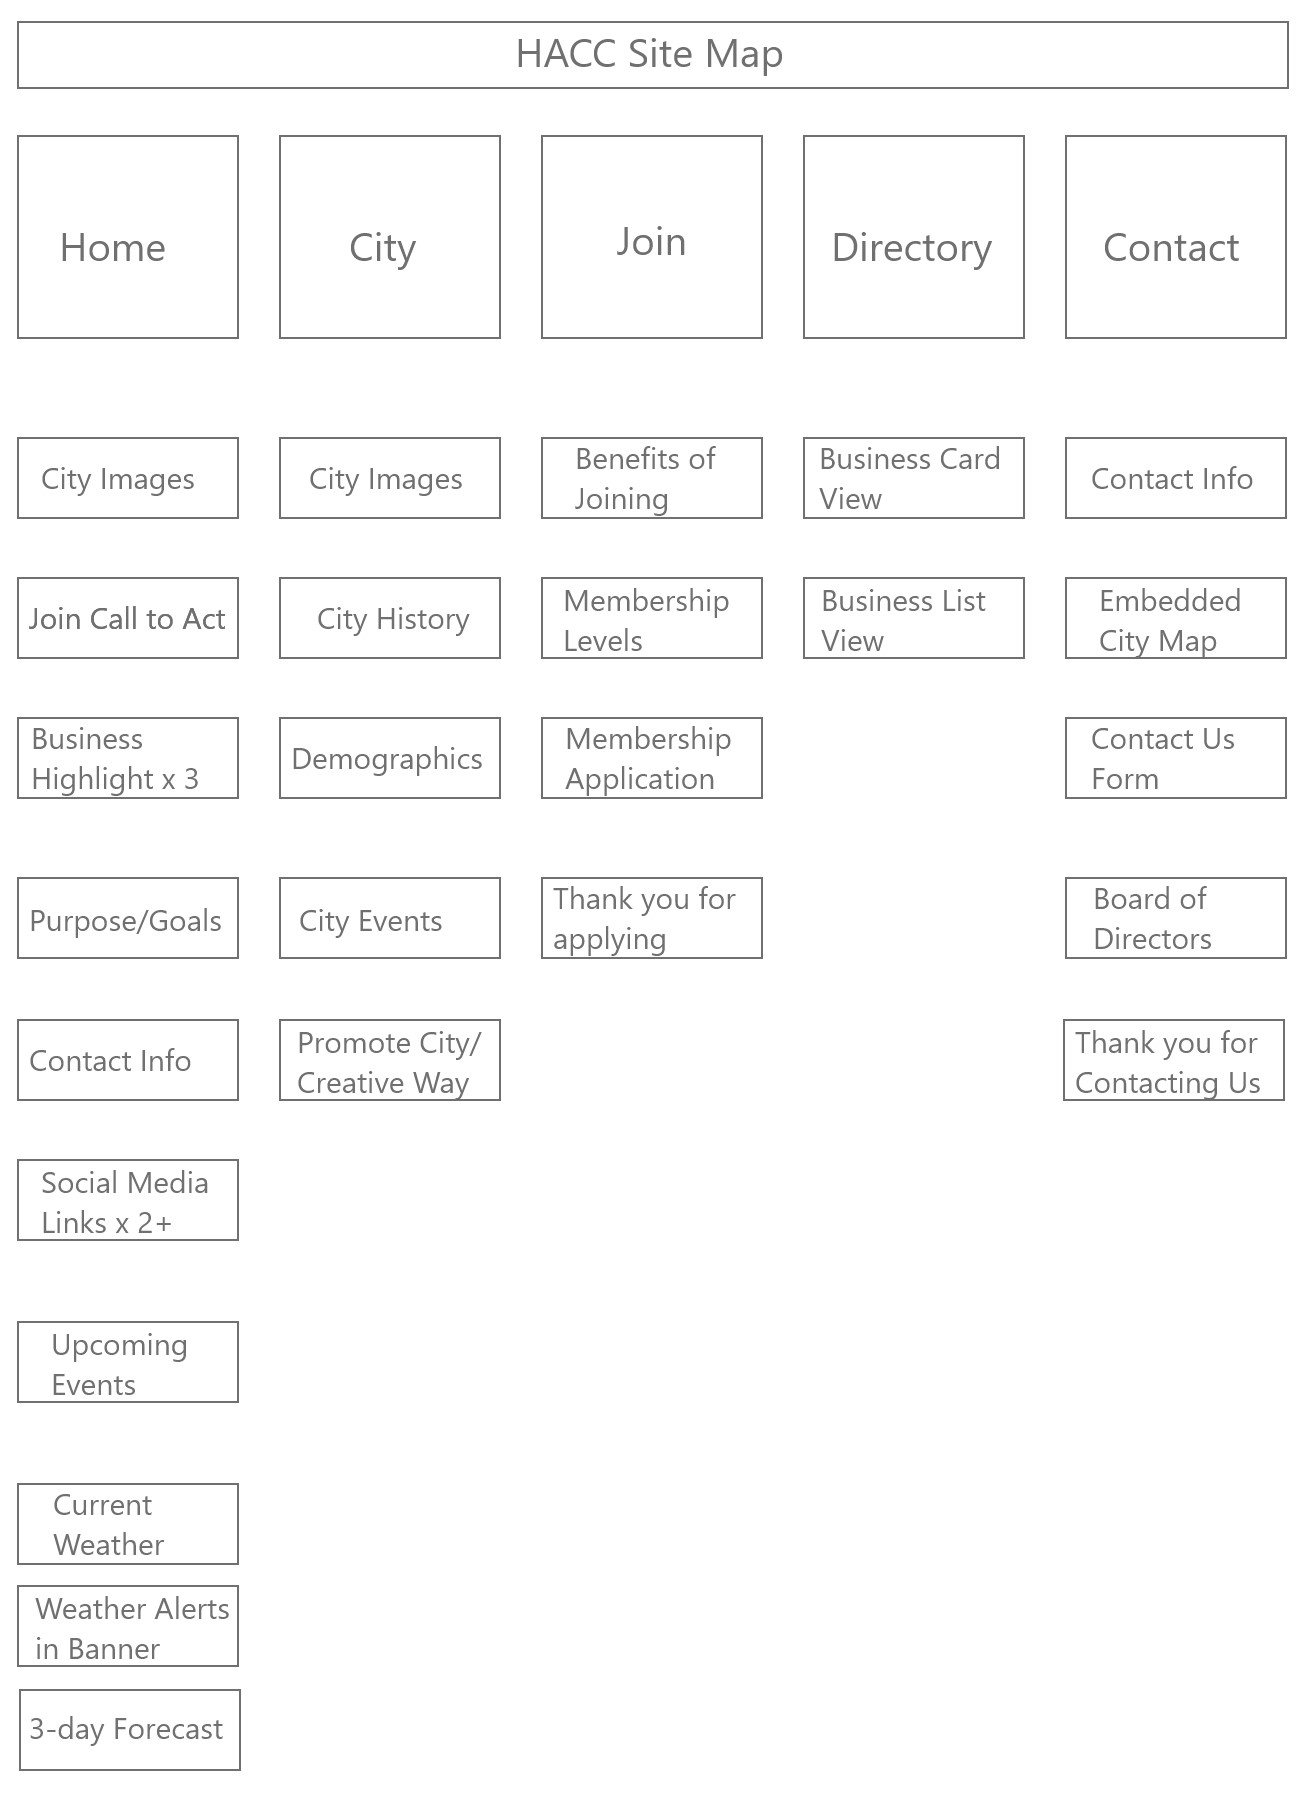 HACC Site Map
Home
City
Join
Directory
Contact
City Images
City Images
Benefits of
Joining
Business Card
View
Contact Info
Join Call to Act
City History
Membership
Levels
Business List
View
Embedded
City Map
Business
Highlight x 3
Demographics
Membership
Application
Contact Us
Form
Purpose/Goals
City Events
Thank you for
applying
Board of
Directors
Contact Info
Promote City/
Creative Way
Thank you for
Contacting Us
Social Media
Links x 2+
Upcoming
Events
Current
Weather
Weather Alerts
in Banner
3-day Forecast